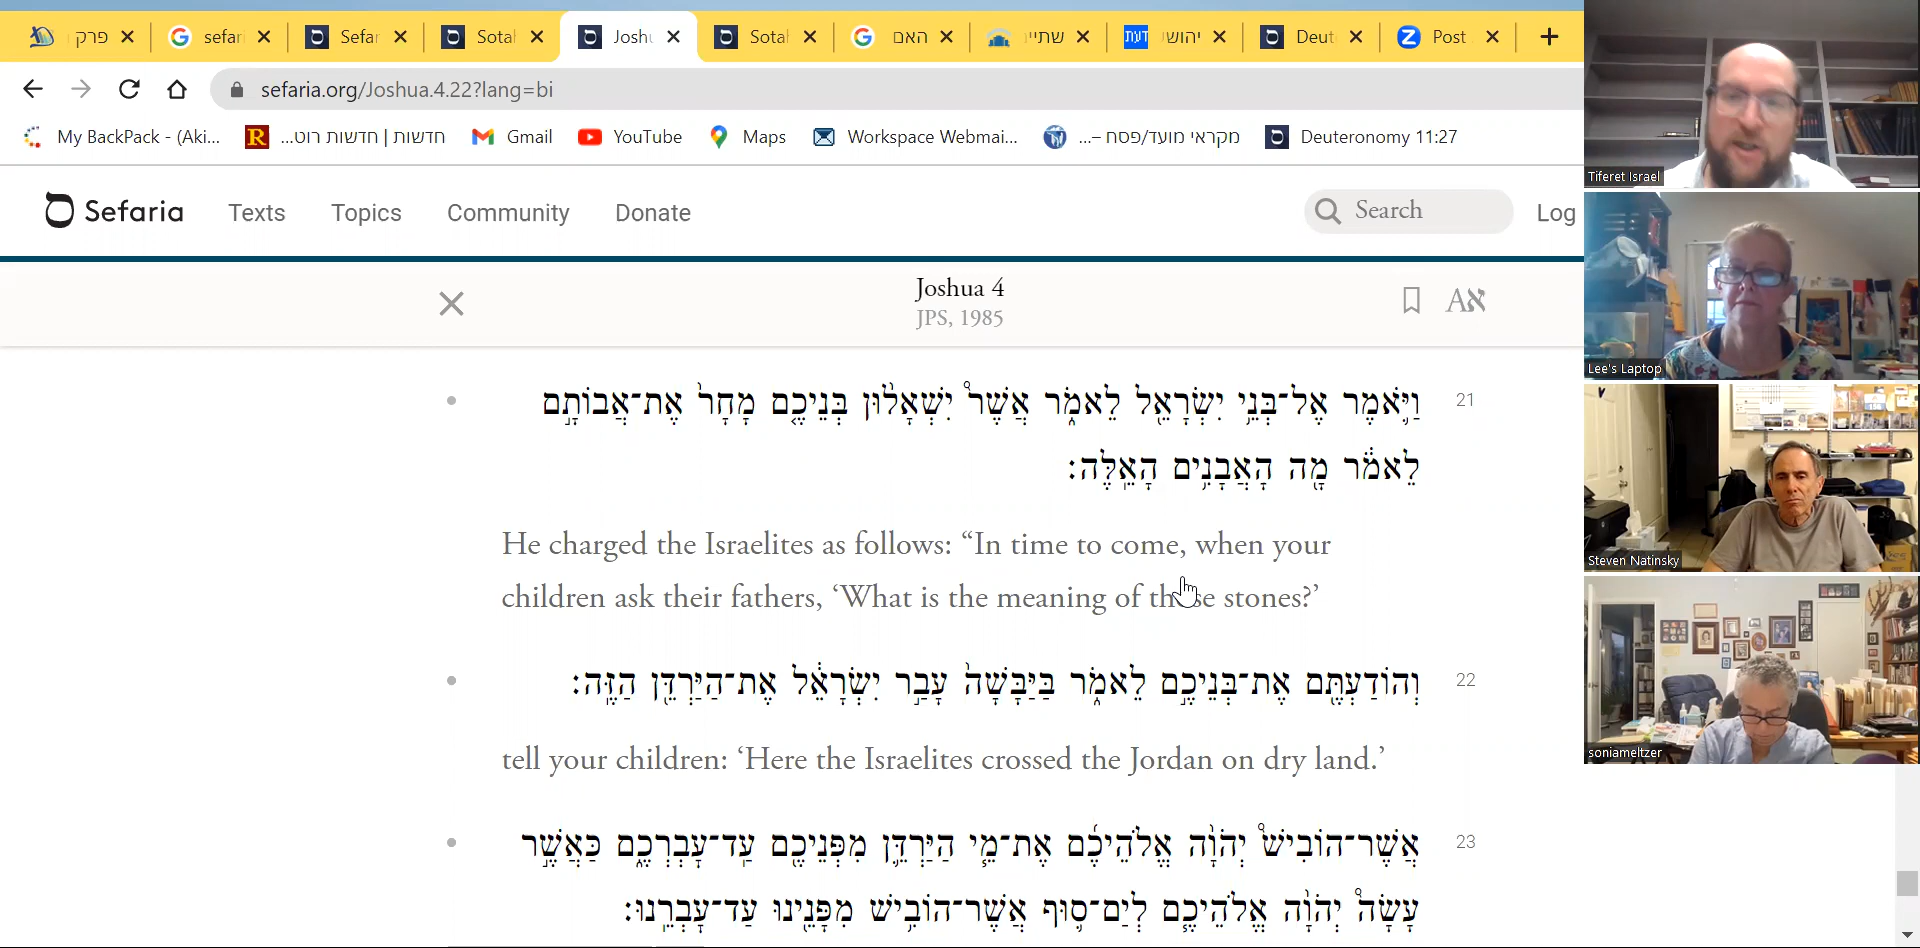 פרק
sefari
Sefar
Sotal
Joshu
Sotal
האם
שתיי
דעת יהוש
Deut
Post
sefaria.org/Joshua.4.22?lang=bi
My BackPack - (Aki...
חדשות | חדשות רוט...
Gmail
YouTube
Maps
Workspace Webmai...
מקראי מועד/פסח –...
Deuteronomy 11:27
Sefaria
Texts
Topics
Community
Donate
Search
Log
Joshua 4
JPS, 1985
Aא
וַיֹּ֛אמֶר אֶל־בְּנֵ֥י יִשְׂרָאֵ֖ל לֵאמֹ֑ר אֲשֶׁר֩ יִשְׁאָל֨וּן בְּנֵיכֶ֤ם מָחָר֙ אֶת־אֲבוֹתָ֣ם
לֵאמֹ֔ר מָ֖ה הָאֲבָנִ֥ים הָאֵֽלֶּה׃
21
He charged the Israelites as follows: “In time to come, when your
children ask their fathers, ‘What is the meaning of these stones?’
וְהוֹדַעְתֶּ֖ם אֶת־בְּנֵיכֶ֣ם לֵאמֹ֑ר בַּיַּבָּשָׁה֙ עָבַ֣ר יִשְׂרָאֵ֔ל אֶת־הַיַּרְדֵּ֖ן הַזֶּֽה׃
22
tell your children: ‘Here the Israelites crossed the Jordan on dry land.’
אֲשֶׁר־הוֹבִישׁ֩ יְהֹוָ֨ה אֱלֹהֵיכֶ֜ם אֶת־מֵ֧י הַיַּרְדֵּ֛ן מִפְּנֵיכֶ֖ם עַֽד־עׇבְרְכֶ֑ם כַּאֲשֶׁ֣ר
עָשָׂה֩ יְהֹוָ֨ה אֱלֹהֵיכֶ֧ם לְיַם־ס֛וּף אֲשֶׁר־הוֹבִ֥ישׁ מִפָּנֵ֖ינוּ עַד־עׇבְרֵֽנוּ׃
23
Tiferet Israel
Lee's Laptop
Steven Natinsky
soniameltzer